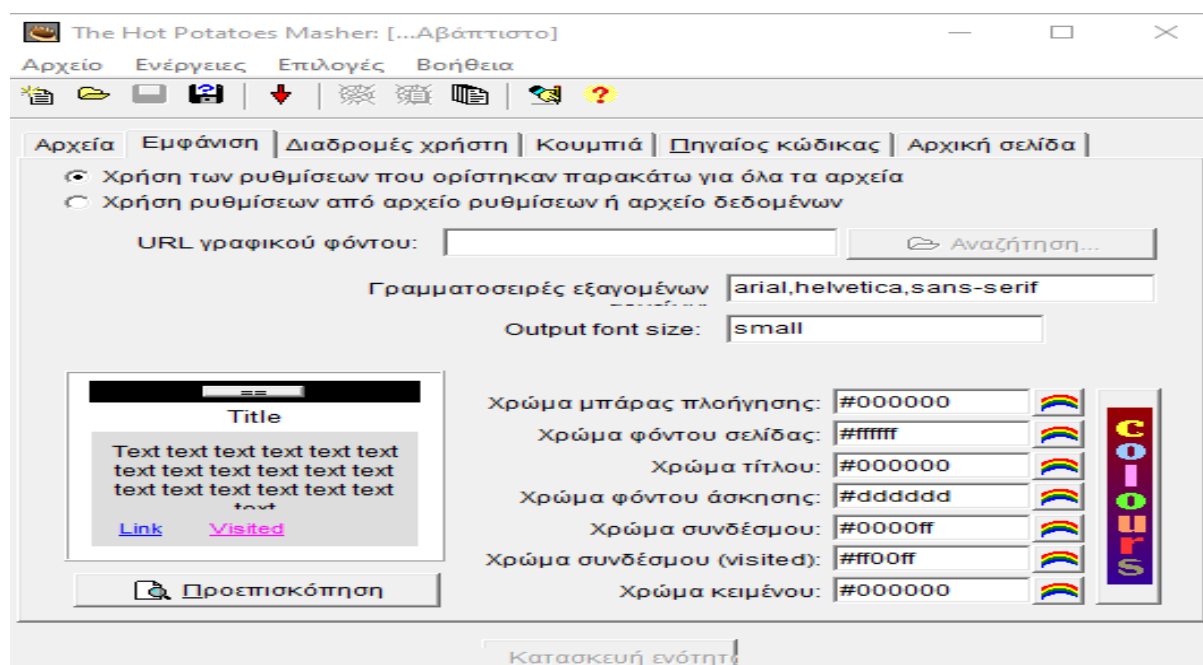 The Hot Potatoes Masher: [...Αβάπτιστο]
Αρχείο Ενέργειες Επιλογές Βοήθεια
Αρχεία Εμφάνιση Διαδρομές χρήστη Κουμπιά Πηγαίος κώδικας Αρχική σελίδα
Χρήση των ρυθμίσεων που ορίστηκαν παρακάτω για όλα τα αρχεία
Χρήση ρυθμίσεων από αρχείο ρυθμίσεων ή αρχείο δεδομένων
URL γραφικού φόντου: Αναζήτηση...
Γραμματοσειρές εξαγομένων arial,helvetica,sans-serif
Output font size: small
==
Title
Text text text text text text
text text text text text text
text text text text text text
text
Link Visited
Προεπισκόπηση
Χρώμα μπάρας πλοήγησης: #000000
Χρώμα φόντου σελίδας: #ffffff
Χρώμα τίτλου: #000000
Χρώμα φόντου άσκησης: #dddddd
Χρώμα συνδέσμου: #0000ff
Χρώμα συνδέσμου (visited): #ff00ff
Χρώμα κειμένου: #000000
colours
Κατασκευή ενότητα